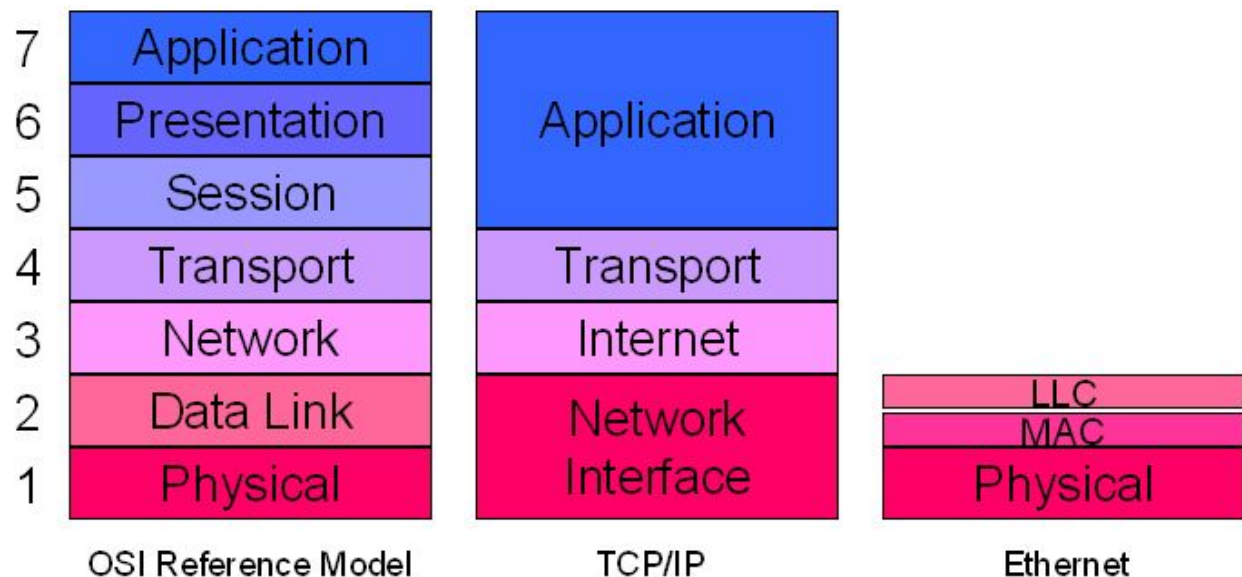 7
Application
6
Presentation
5
Session
4
Transport
3
Network
2
Data Link
1
Physical
OSI Reference Model
Application
Transport
Internet
Network
Interface
TCP/IP
LLC
MAC
Physical
Ethernet